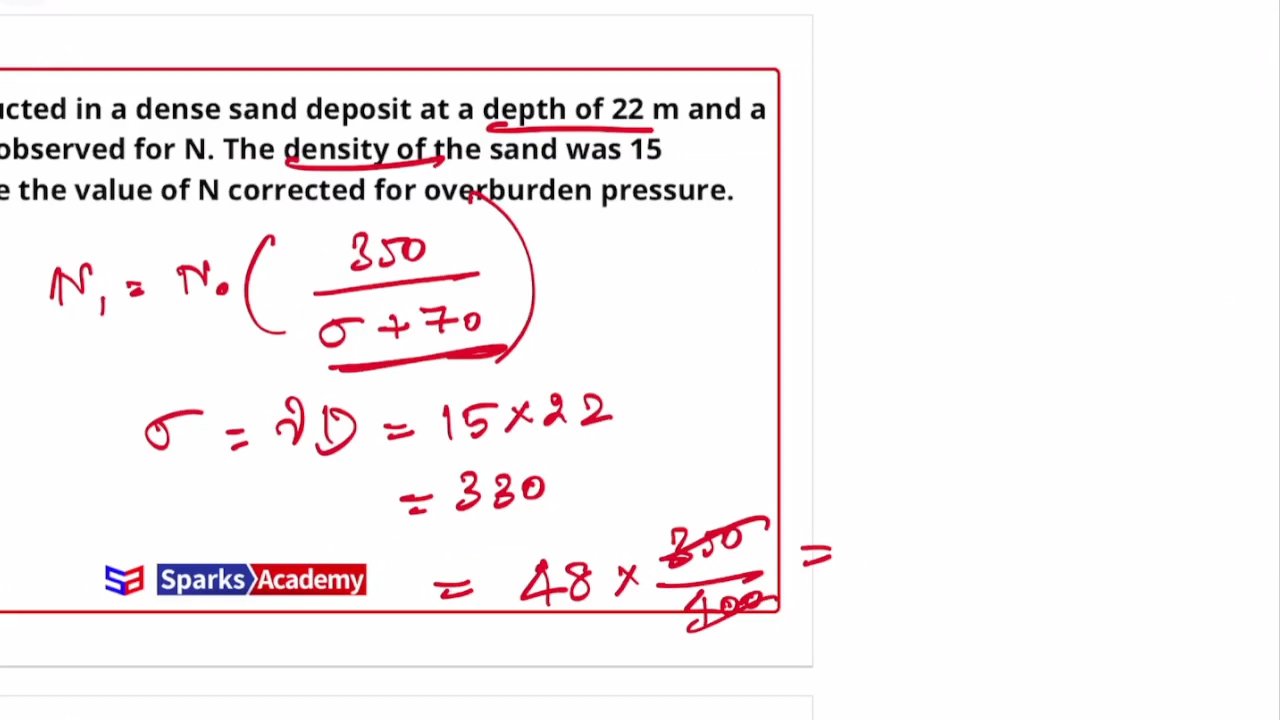 ucted in a dense sand deposit at a depth of 22 m and a
observed for N. The density of the sand was 15
e the value of N corrected for overburden pressure.
N₁ = N₀ ( 350 / σ + 70 )
σ = γD = 15 × 22
= 330
= 48 × 350 / 400 =
Sparks Academy